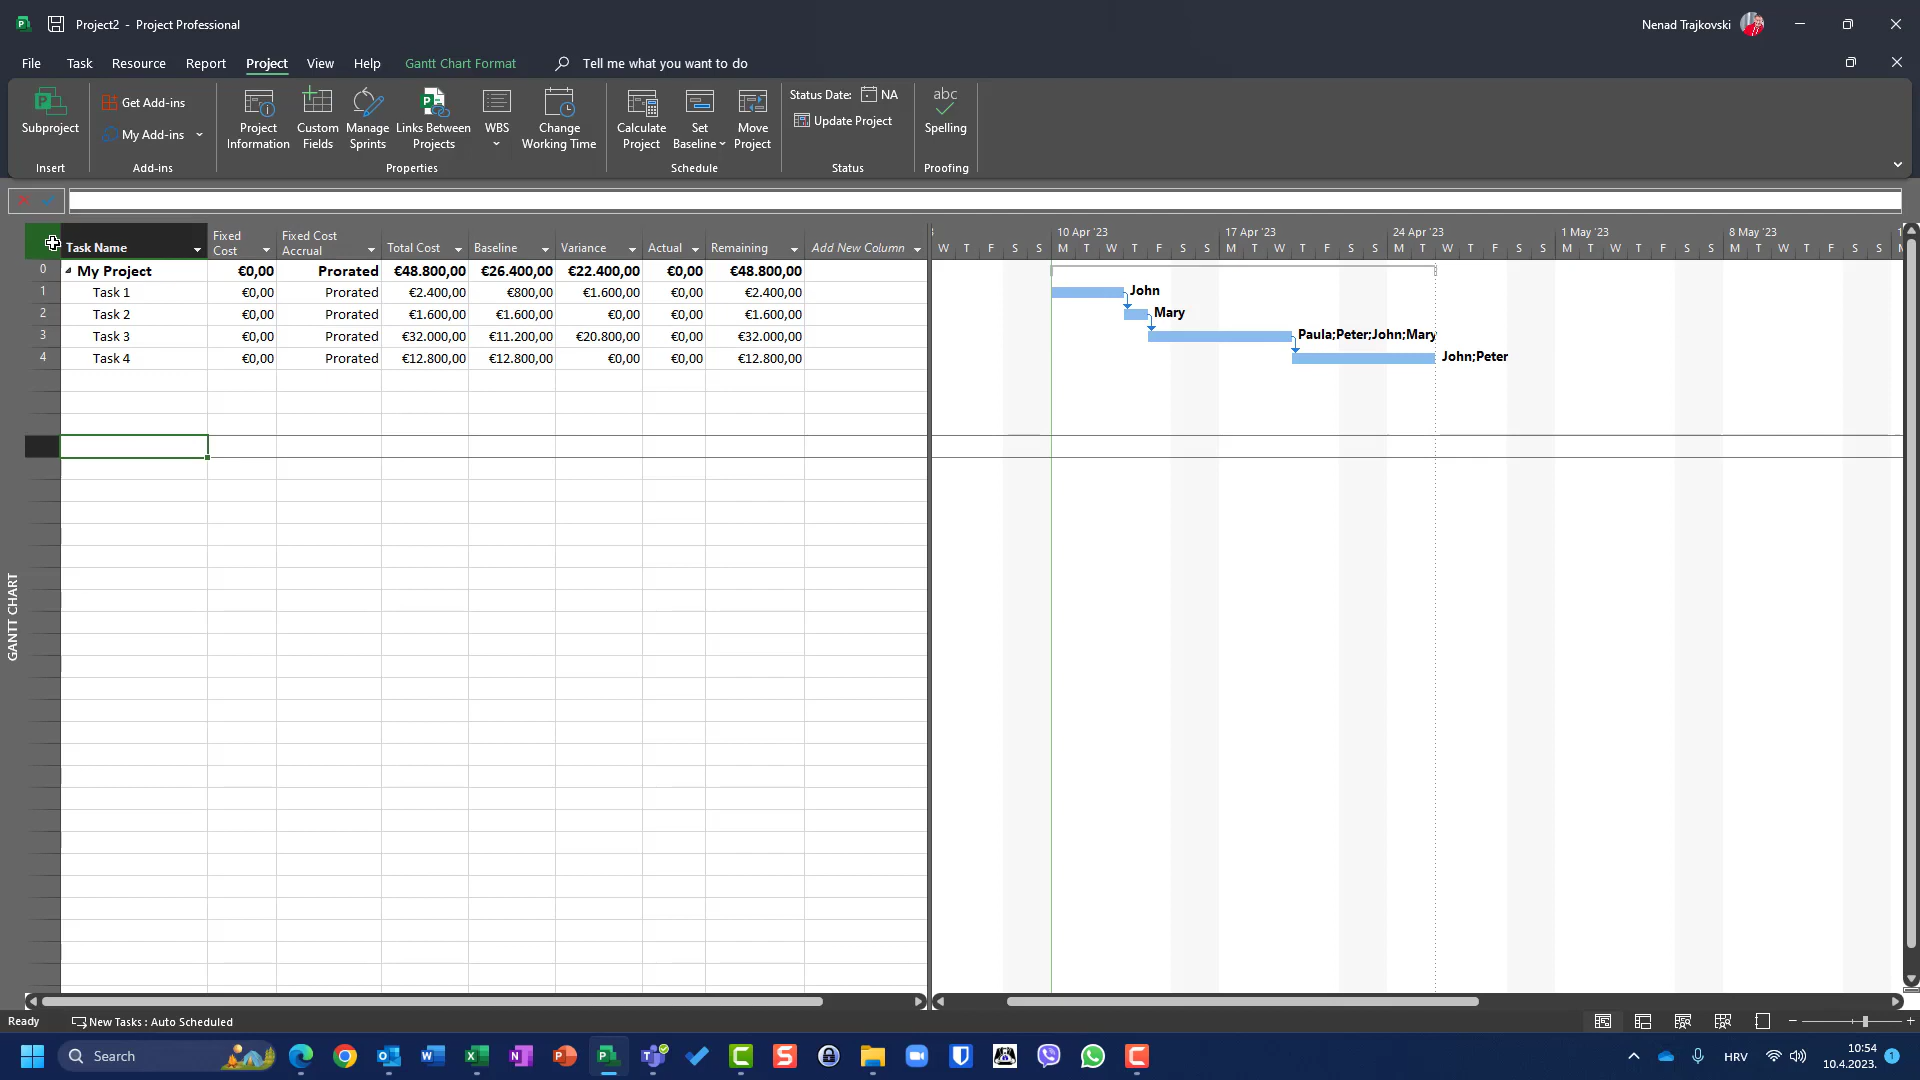 Project2 - Project Professional
Nenad Trajkovski
File Task Resource Report Project View Help Gantt Chart Format Tell me what you want to do
Subproject
Insert
Get Add-ins
My Add-ins
Add-ins
Project Information
Custom Fields
Manage Sprints
Links Between Projects
WBS
Change Working Time
Properties
Calculate Project
Set Baseline
Move Project
Schedule
Status Date: NA
Update Project
Status
abc
Spelling
Proofing
Task Name Fixed Cost Fixed Cost Accrual Total Cost Baseline Variance Actual Remaining Add New Column
0 My Project €0,00 Prorated €48.800,00 €26.400,00 €22.400,00 €0,00 €48.800,00
1 Task 1 €0,00 Prorated €2.400,00 €800,00 €1.600,00 €0,00 €2.400,00
2 Task 2 €0,00 Prorated €1.600,00 €1.600,00 €0,00 €0,00 €1.600,00
3 Task 3 €0,00 Prorated €32.000,00 €11.200,00 €20.800,00 €0,00 €32.000,00
4 Task 4 €0,00 Prorated €12.800,00 €12.800,00 €0,00 €0,00 €12.800,00
10 Apr '23 17 Apr '23 24 Apr '23 1 May '23 8 May '23
W T F S S M T W T F S S M T W T F S S M T W T F S S M T W T F S S M T W T F S S
John
Mary
Paula;Peter;John;Mary
John;Peter
GANTT CHART
Ready New Tasks : Auto Scheduled
Search
HRV
10:54
10.4.2023.
1